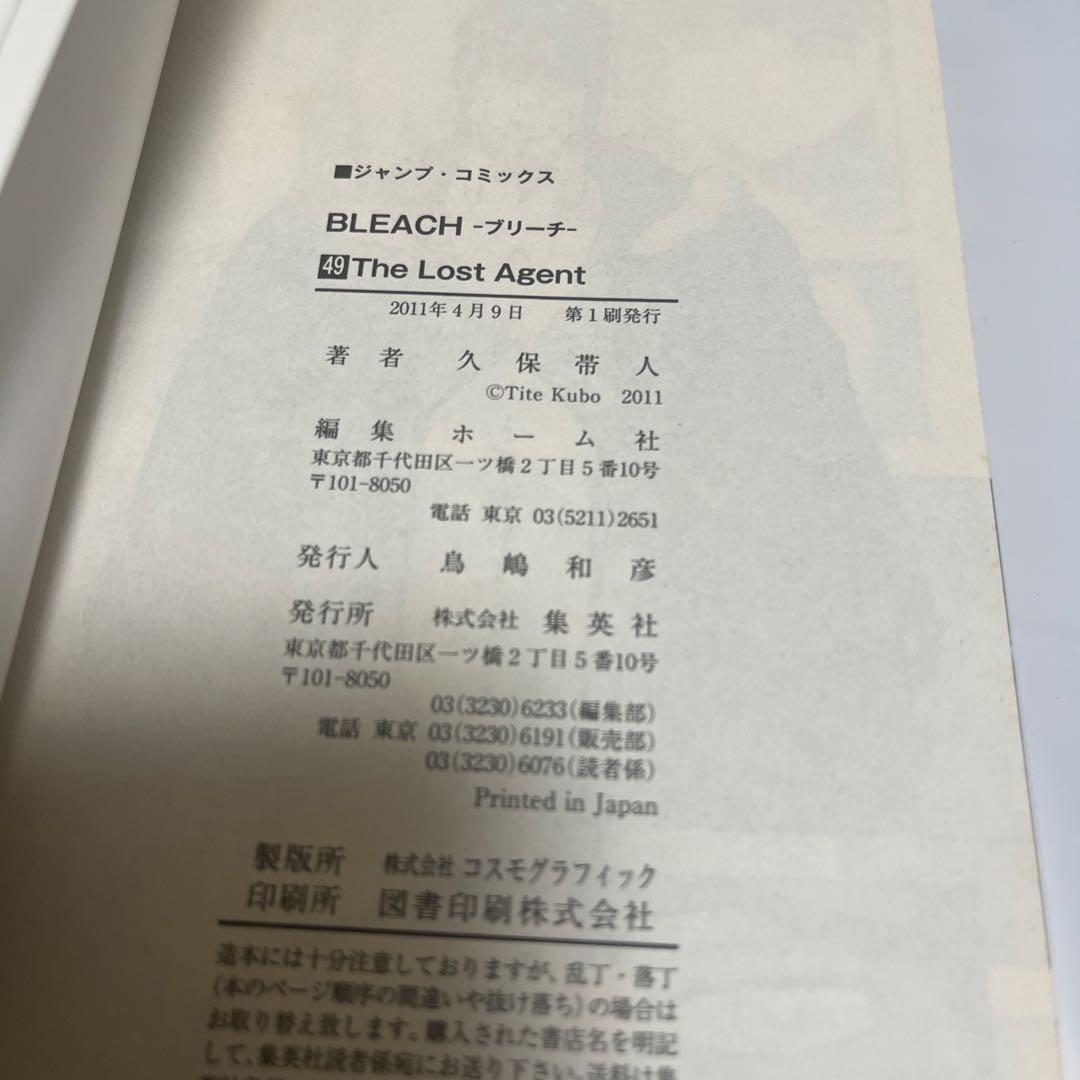 ■ジャンプ・コミックス
BLEACH -ブリーチ-
49 The Lost Agent
2011年4月9日 第1刷発行
著者 久保帯人
©Tite Kubo 2011
編集 ホーム社
東京都千代田区一ツ橋2丁目5番10号
〒101-8050
電話 東京 03(5211)2651
発行人 鳥嶋和彦
発行所 株式会社 集英社
東京都千代田区一ツ橋2丁目5番10号
〒101-8050
03(3230)6233(編集部)
電話 東京 03(3230)6191(販売部)
03(3230)6076(読者係)
Printed in Japan
製版所 株式会社 コスモグラフィック
印刷所 図書印刷株式会社
造本には十分注意しておりますが、乱丁・落丁
(本のページ順序の間違いや抜け落ち)の場合は
お取り替え致します。購入された書店名を明記
して、集英社読者係宛にお送り下さい。送料は集